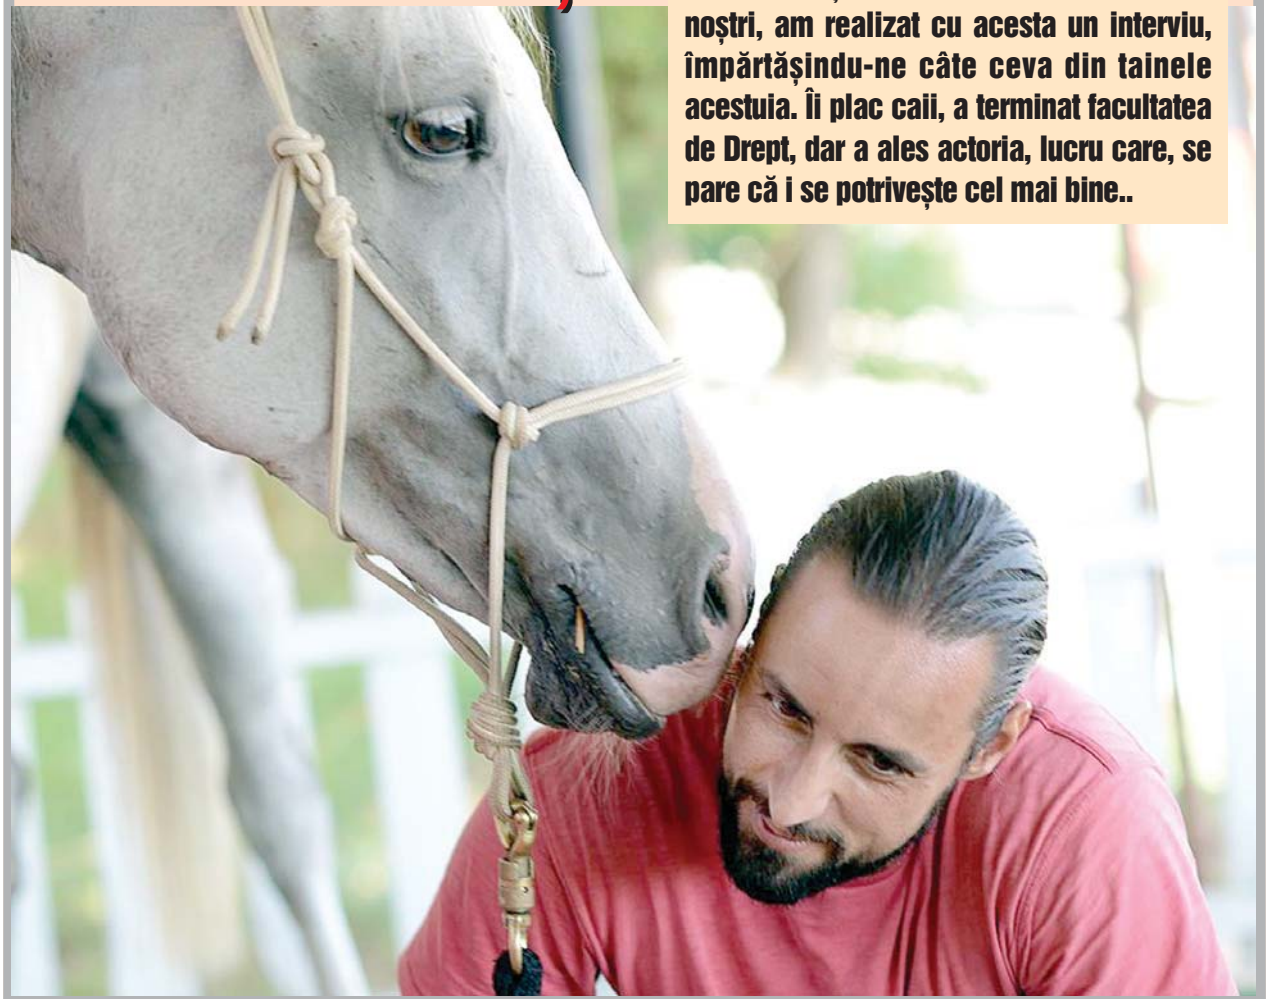 noștri, am realizat cu acesta un interviu,
împărtășindu-ne câte ceva din tainele
acestuia. Îi plac caii, a terminat facultatea
de Drept, dar a ales actoria, lucru care, se
pare că i se potrivește cel mai bine..